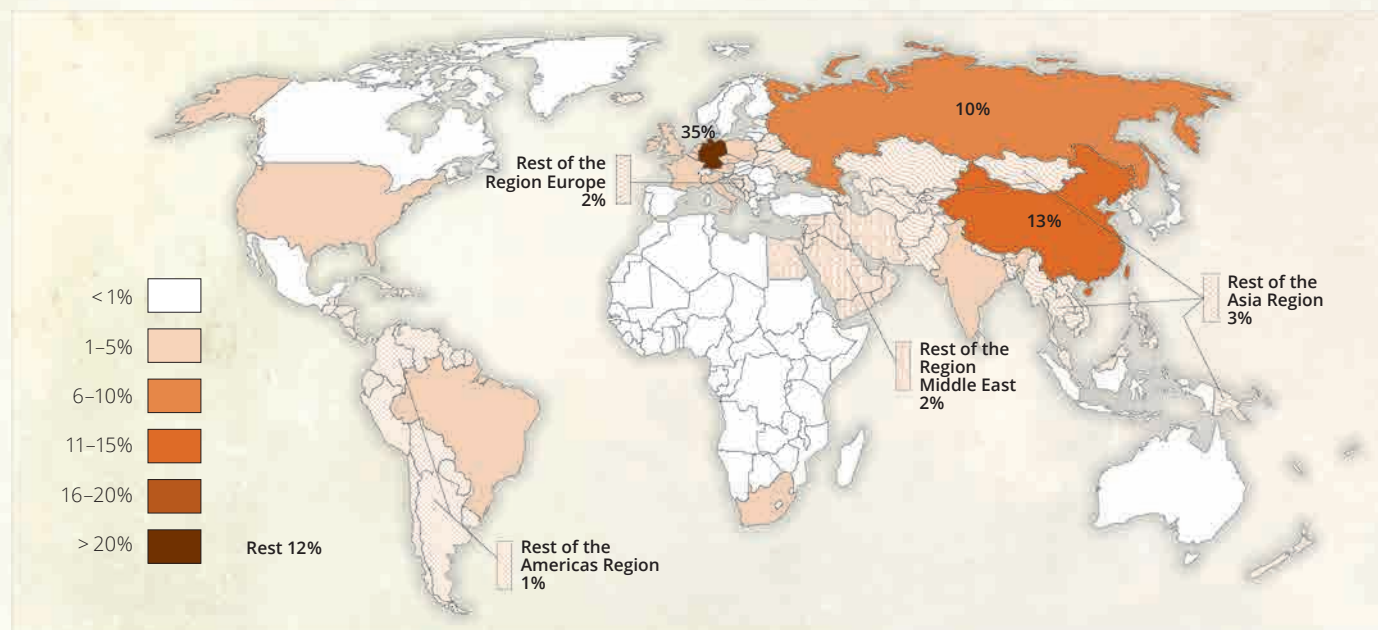 10%
35%
Rest of the
Region Europe
2%
13%
< 1%
1–5%
6–10%
11–15%
16–20%
> 20%
Rest 12%
Rest of the
Asia Region
3%
Rest of the
Region
Middle East
2%
Rest of the
Americas Region
1%